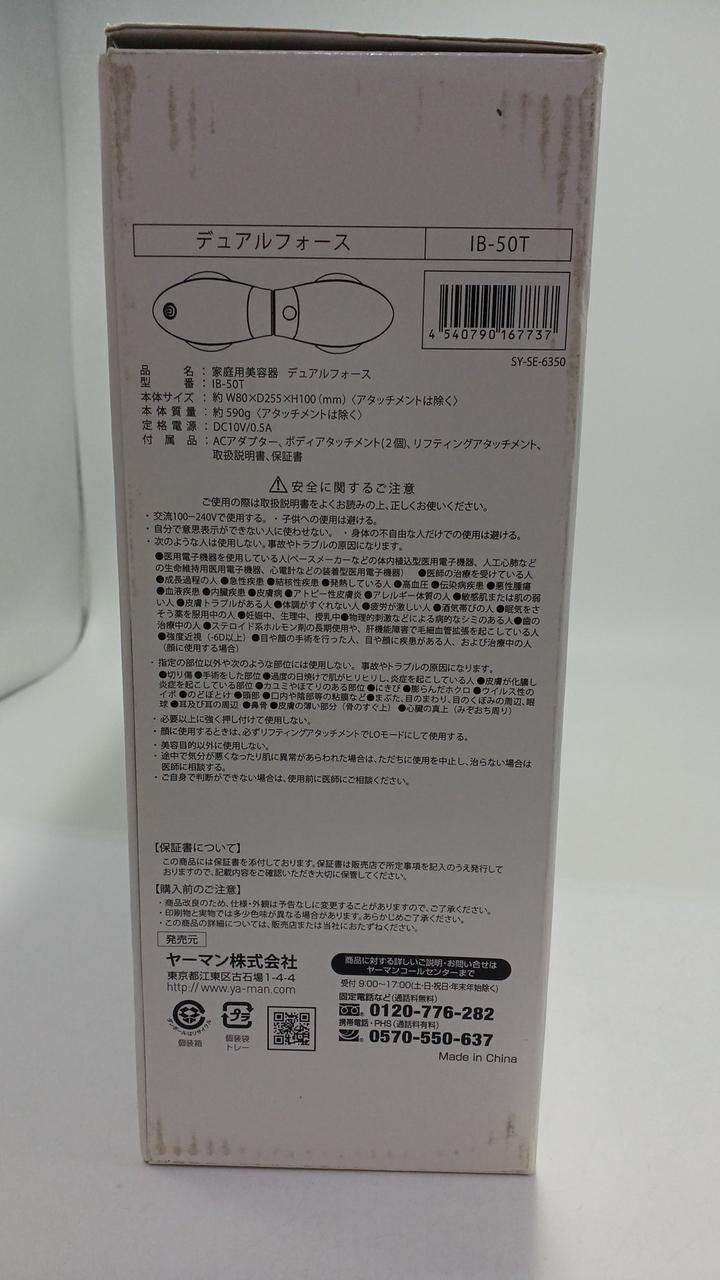 デュアルフォース IB-50T
4 540790 167737
SY-SE-6350
品名：家庭用美容器 デュアルフォース
型番：IB-50T
本体サイズ：約 W80×D255×H100（mm）〈アタッチメントは除く〉
本体質量：約 590g〈アタッチメントは除く〉
定格電源：DC10V/0.5A
付属品：ACアダプター、ボディアタッチメント(2個)、リフティングアタッチメント、
取扱説明書、保証書
安全に関するご注意
ご使用の際は取扱説明書をよくお読みの上、正しくお使いください。
・交流100ー240Vで使用する。・子供への使用は避ける。
・自分で意思表示ができない人に使わせない。・身体の不自由な人だけでの使用は避ける。
・次のような人は使用しない。事故やトラブルの原因になります。
●医用電子機器を使用している人(ペースメーカーなどの体内植込型医用電子機器、人工心肺など
の生命維持用医用電子機器、心電計などの装着型医用電子機器) ●医師の治療を受けている人
●成長過程の人 ●急性疾患 ●結核性疾患 ●発熱している人 ●高血圧 ●伝染病疾患 ●悪性腫瘍
●血液疾患 ●内臓疾患 ●皮膚病 ●アトピー性皮膚炎 ●アレルギー体質の人 ●敏感肌または肌の弱
い人 ●皮膚トラブルがある人 ●体調がすぐれない人 ●疲労が激しい人 ●酒気帯びの人 ●眠気をさ
そう薬を服用中の人 ●妊娠中、生理中、授乳中●物理的刺激などによる病的なシミのある人 ●歯の
治療中の人 ●ステロイド系ホルモン剤の長期使用や、肝機能障害で毛細血管拡張を起こしている人
●強度近視（-6D以上）●目や顔の手術を行った人、目や顔に疾患がある人、および治療中の人
（顔に使用する場合）
・指定の部位以外や次のような部位には使用しない。事故やトラブルの原因になります。
●切り傷 ●手術をした部位 ●過度の日焼けで肌がヒリヒリし、炎症を起こしている人 ●皮膚が化膿し
炎症を起こしている部位 ●カユミやほてりのある部位 ●にきび ●膨らんだホクロ ●ウイルス性の
イボ ●のどぼとけ ●頭部 ●口内や陰部等の粘膜など●まぶた、目のまわり、目のくぼみの周辺、眼
球 ●耳及び耳の周辺 ●鼻骨 ●皮膚の薄い部分（骨のすぐ上）●心臓の真上（みぞおち周り）
・必要以上に強く押し付けて使用しない。
・顔に使用するときは、必ずリフティングアタッチメントでLOモードにして使用する。
・美容目的以外に使用しない。
・途中で気分が悪くなったり肌に異常があらわれた場合は、ただちに使用を中止し、治らない場合は
医師に相談する。
・ご自身で判断ができない場合は、使用前に医師にご相談ください。
【保証書について】
この商品には保証書を添付しております。保証書は販売店で所定事項を記入のうえ発行して
おりますので、記載内容をご確認いただき大切に保管してください。
【購入前のご注意】
・商品改良のため、仕様・外観は予告なしに変更することがありますので、ご了承ください。
・印刷物と実物では多少色味が異なる場合があります。あらかじめご了承ください。
・この商品の詳細については、販売店または当社におたずねください。
発売元
ヤーマン株式会社
東京都江東区古石場1-4-4
http://www.ya-man.com
商品に対する詳しいご説明・お問い合せは
ヤーマンコールセンターまで
受付 9:00〜17:00(土・日・祝日・年末年始除く)
固定電話など(通話料無料)
0120-776-282
携帯電話・PHS(通話料有料)
0570-550-637
ダンボールはリサイクル
個装箱
プラ
個装袋
トレー
Made in China